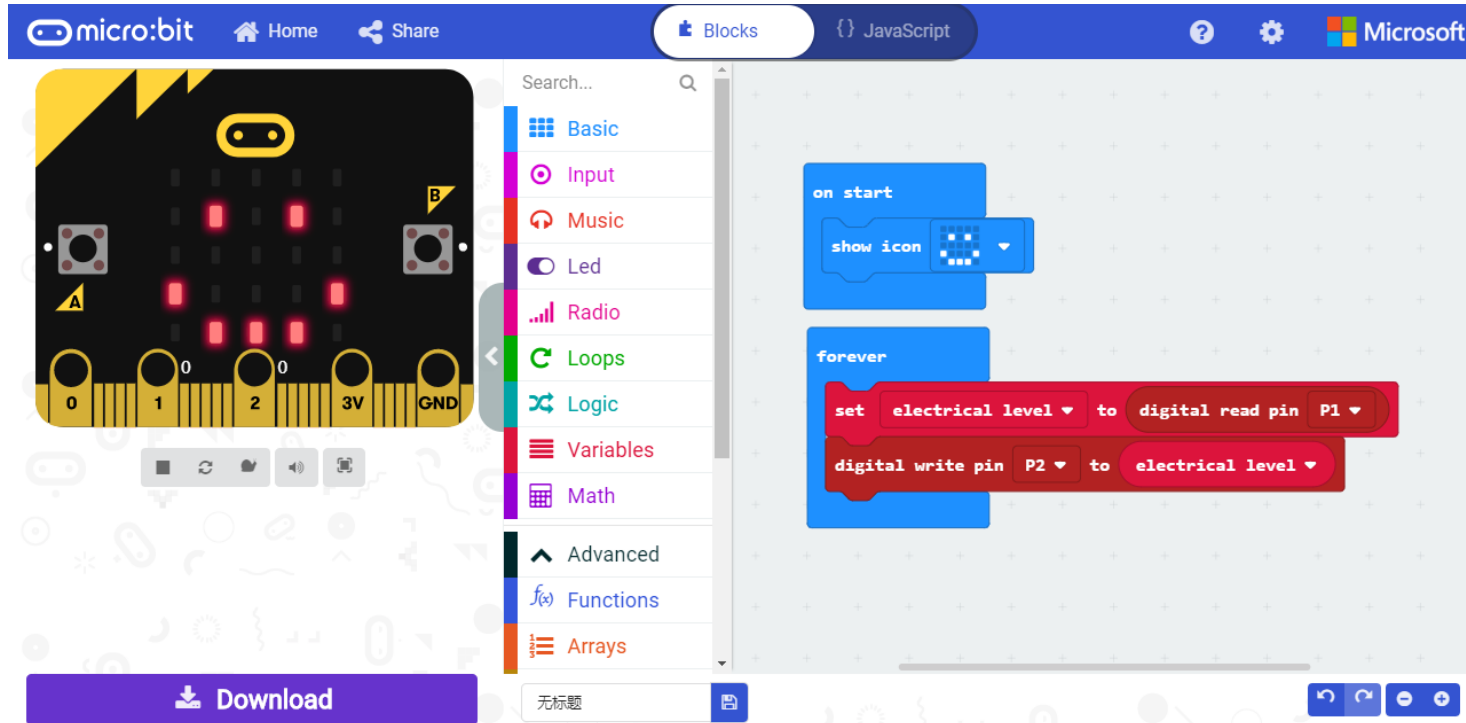 micro:bit Home Share Blocks {} JavaScript ? Microsoft
B
A
0 0
0 1 2 3V GND
Download
Search...
Basic
Input
Music
Led
Radio
Loops
Logic
Variables
Math
Advanced
f(x) Functions
Arrays
无标题
on start
show icon
forever
set electrical level to digital read pin P1
digital write pin P2 to electrical level